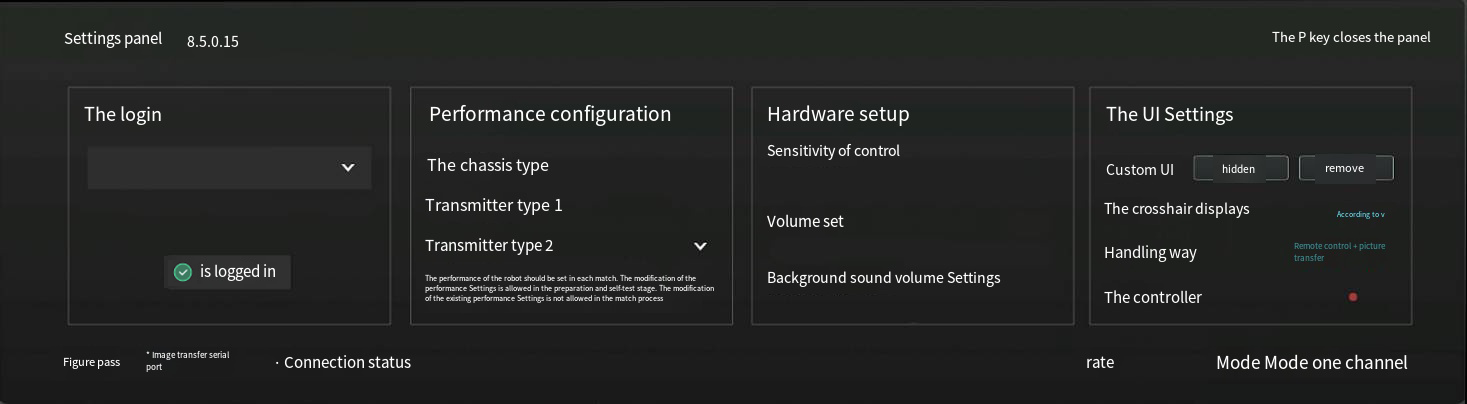 Settings panel 8.5.0.15 The P key closes the panel
The login
is logged in
Performance configuration
The chassis type
Transmitter type 1
Transmitter type 2
The performance of the robot should be set in each match. The modification of the
performance Settings is allowed in the preparation and self-test stage. The modification
of the existing performance Settings is not allowed in the match process
Hardware setup
Sensitivity of control
Volume set
Background sound volume Settings
The UI Settings
Custom UI hidden remove
The crosshair displays According to v
Handling way Remote control + picture
transfer
The controller
Figure pass * Image transfer serial
port
· Connection status rate Mode Mode one channel